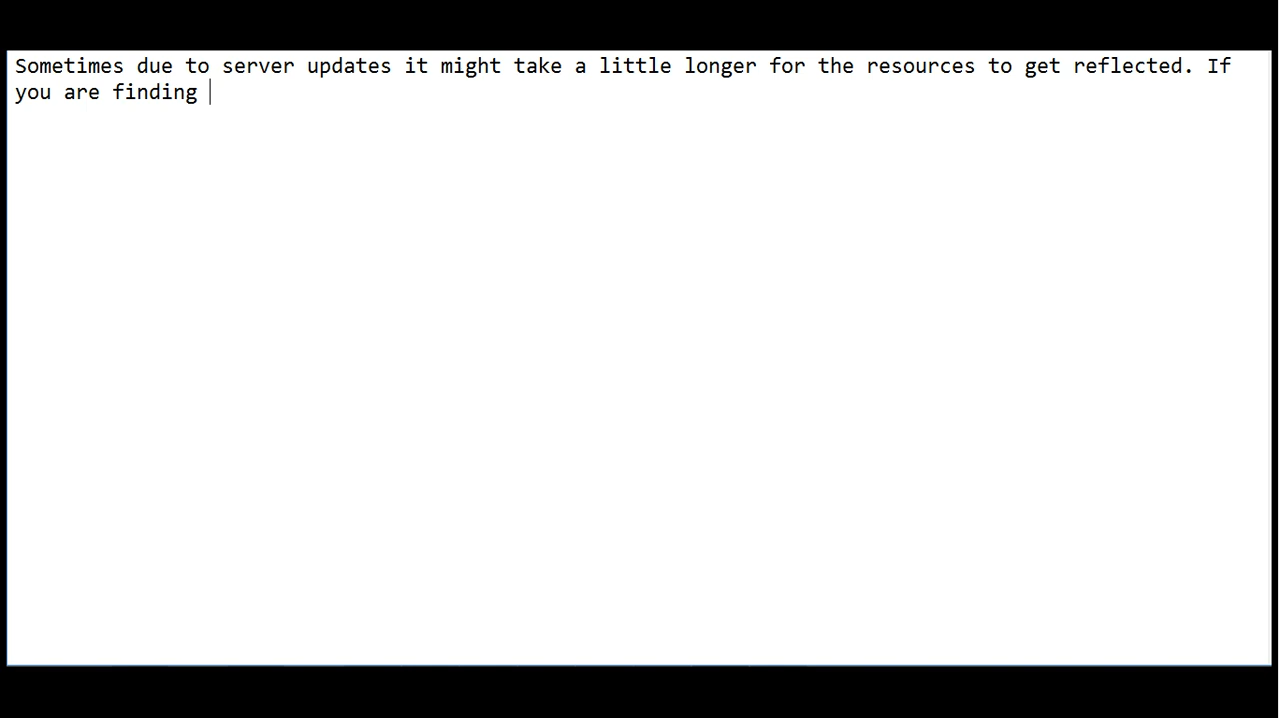 Sometimes due to server updates it might take a little longer for the resources to get reflected. If
you are finding